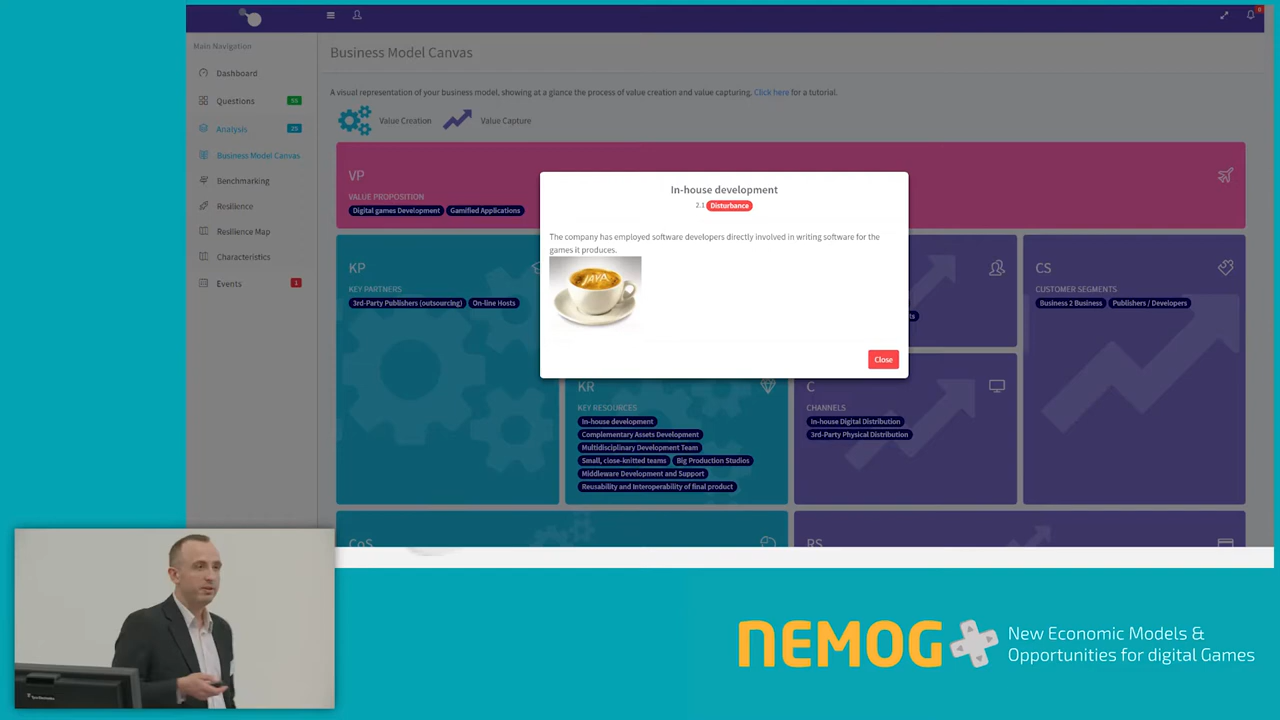 8
Main Navigation
Business Model Canvas
Dashboard
A visual representation of your business model, showing at a glance the process of value creation and value capturing. Click here for a tutorial.
Questions
Value Creation
Value Capture
Analysis
25
Business Model Canvas
Benchmarking
Resilience
Resilience Map
Characteristics
Events
1
VP
VALUE PROPOSITION
Digital games Development
Gamified Applications
In-house development
2.1 Disturbance
The company has employed software developers directly involved in writing software for the
games it produces.
JAVA
Close
KP
KEY PARTNERS
3rd-Party Publishers (outsourcing)
On-line Hosts
CS
CUSTOMER SEGMENTS
Business 2 Business
Publishers / Developers
KR
KEY RESOURCES
In-house development
Complementary Assets Development
Multidisciplinary Development Team
Small, close-knitted teams
Big Production Studios
Middleware Development and Support
Reusability and Interoperability of final product
C
CHANNELS
In-house Digital Distribution
3rd-Party Physical Distribution
CoS
RS
NEMOG
New Economic Models &
Opportunities for digital Games